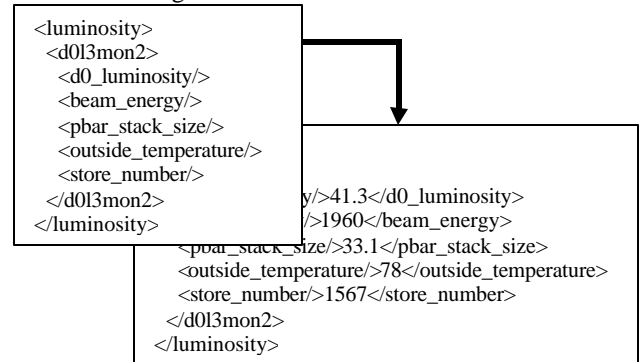 <luminosity>
<d0l3mon2>
<d0_luminosity/>
<beam_energy/>
<pbar_stack_size/>
<outside_temperature/>
<store_number/>
</d0l3mon2>
</luminosity>
y/>41.3</d0_luminosity>
/>1960</beam_energy>
<pbar_stack_size/>33.1</pbar_stack_size>
<outside_temperature/>78</outside_temperature>
<store_number/>1567</store_number>
</d0l3mon2>
</luminosity>